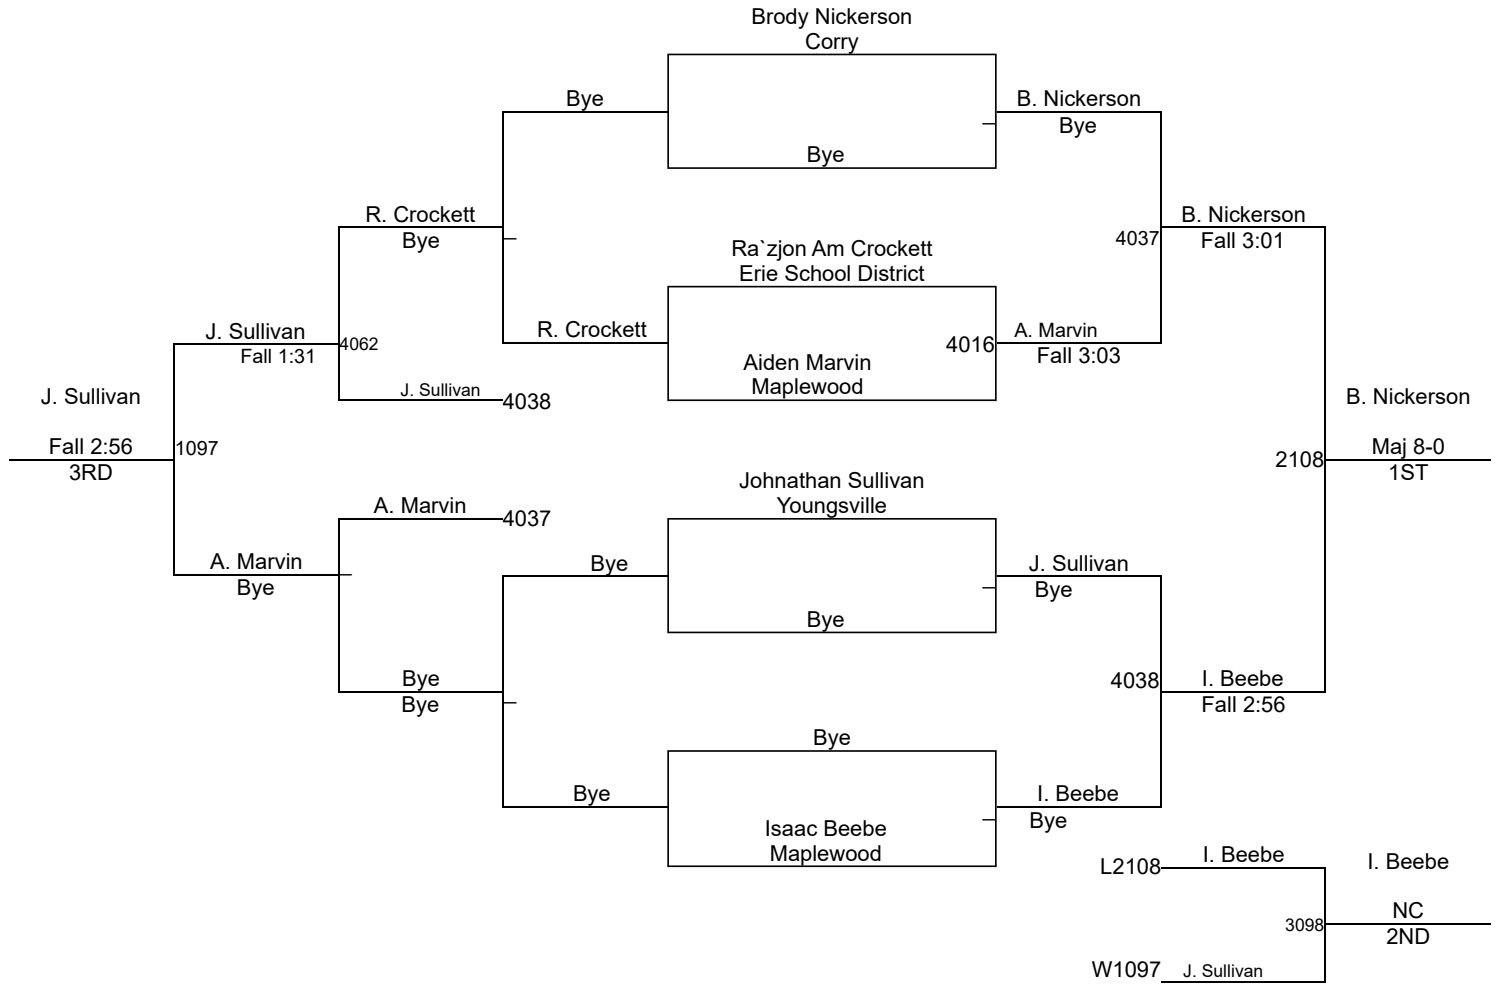 Brody Nickerson
Corry
Bye
B. Nickerson
Bye
Bye
R. Crockett
Bye
B. Nickerson
4037
Fall 3:01
Ra`zjon Am Crockett
Erie School District
R. Crockett
4016
A. Marvin
Fall 3:03
Aiden Marvin
Maplewood
J. Sullivan
Fall 1:31
4062
J. Sullivan
4038
J. Sullivan
Fall 2:56
3RD
1097
B. Nickerson
2108
Maj 8-0
1ST
A. Marvin
4037
Johnathan Sullivan
Youngsville
A. Marvin
Bye
Bye
J. Sullivan
Bye
Bye
Bye
Bye
4038
I. Beebe
Fall 2:56
Bye
Bye
I. Beebe
Bye
Isaac Beebe
Maplewood
L2108
I. Beebe
I. Beebe
3098
NC
2ND
W1097
J. Sullivan